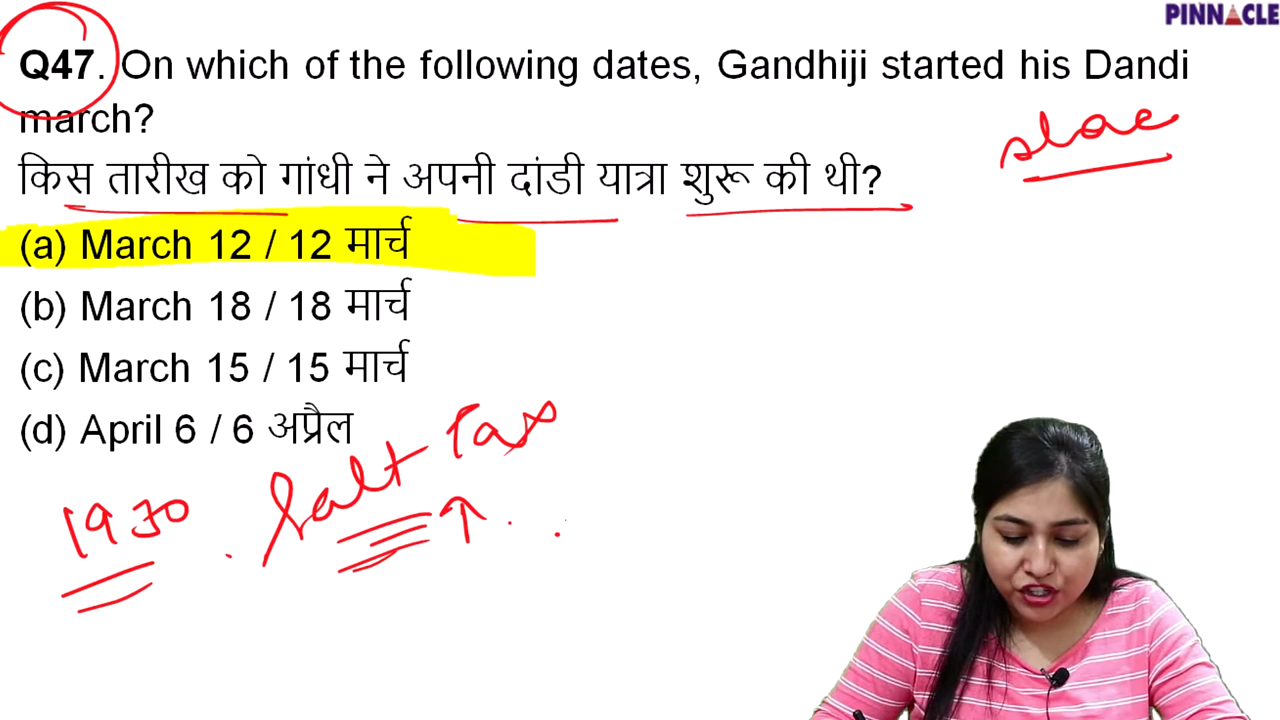 PINNACLE
Q47. On which of the following dates, Gandhiji started his Dandi
march?
किस तारीख को गांधी ने अपनी दांडी यात्रा शुरू की थी?
(a) March 12 / 12 मार्च
(b) March 18 / 18 मार्च
(c) March 15 / 15 मार्च
(d) April 6 / 6 अप्रैल
1930 Salt Tax